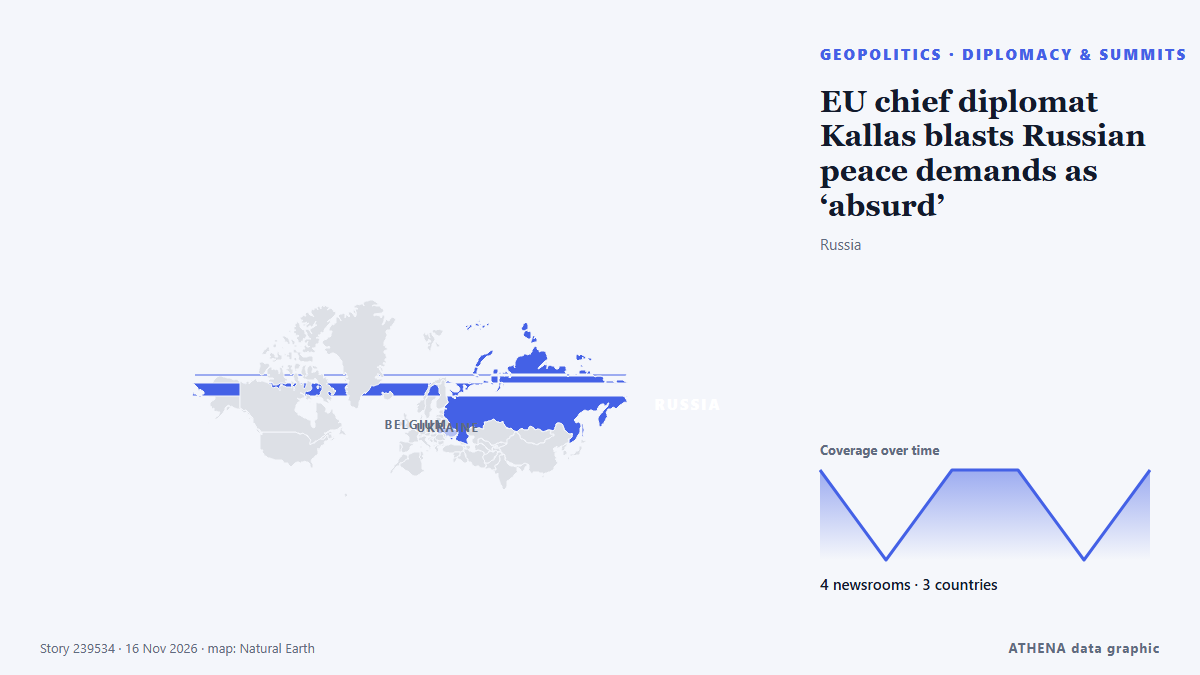 GEOPOLITICS · DIPLOMACY & SUMMITS
EU chief diplomat
Kallas blasts Russian
peace demands as
‘absurd’
Russia
RUSSIA
BELGIUM
UKRAINE
Coverage over time
4 newsrooms · 3 countries
Story 239534 · 16 Nov 2026 · map: Natural Earth
ATHENA data graphic